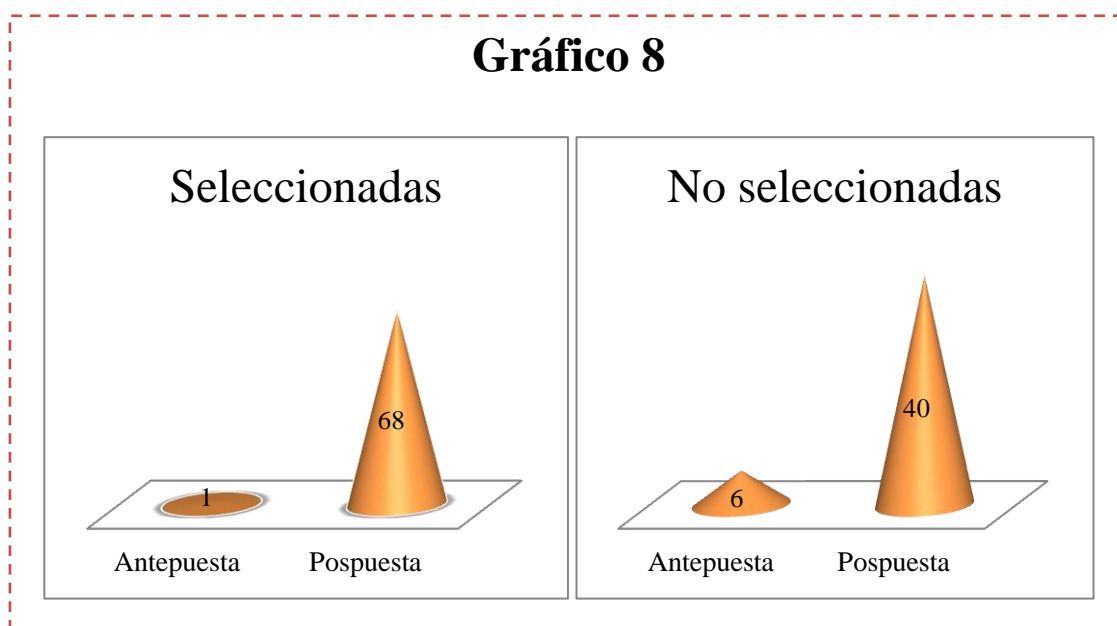 Gráfico 8
Seleccionadas
68
1
Antepuesta Pospuesta
No seleccionadas
40
6
Antepuesta Pospuesta